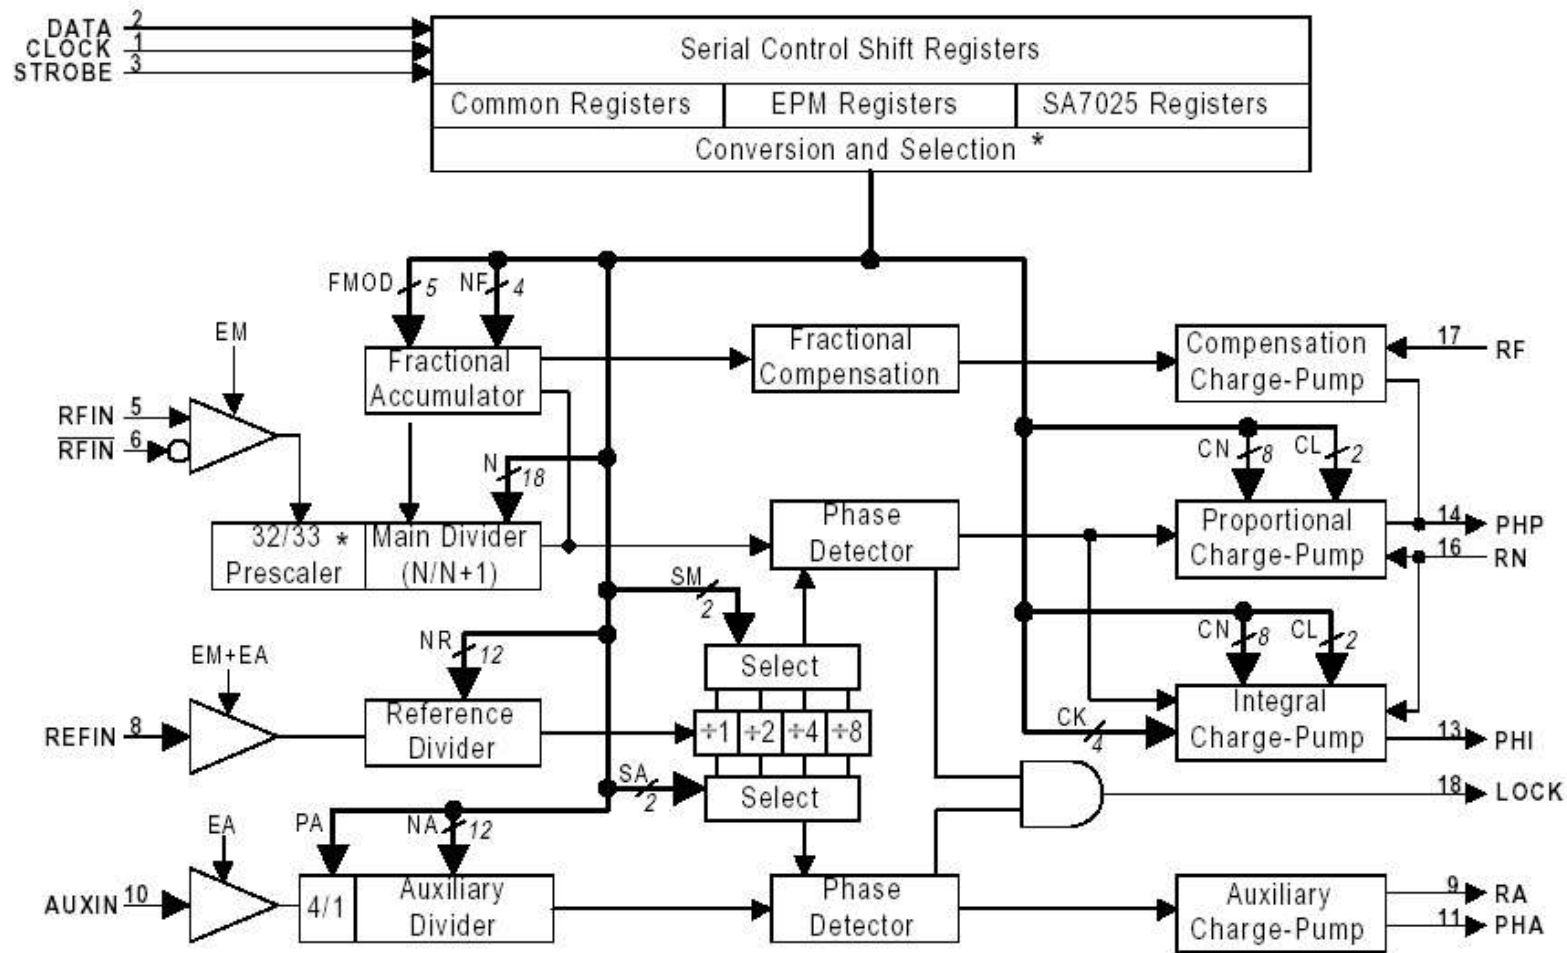 DATA 2
CLOCK 1
STROBE 3
Serial Control Shift Registers
Common Registers EPM Registers SA7025 Registers
Conversion and Selection *
FMOD 5 NF 4
EM
Fractional Accumulator
Fractional Compensation
Compensation Charge-Pump
17 RF
RFIN 5
RFIN 6
N 18
CN 8 CL 2
32/33 * Prescaler
Main Divider (N/N+1)
Phase Detector
Proportional Charge-Pump
14 PHP
16 RN
SM 2
NR 12
CN 8 CL 2
EM+EA
Select
REFIN 8
Reference Divider
÷1 ÷2 ÷4 ÷8
CK 4
Integral Charge-Pump
13 PHI
SA 2
Select
18 LOCK
EA
PA NA 12
AUXIN 10
4/1
Auxiliary Divider
Phase Detector
Auxiliary Charge-Pump
9 RA
11 PHA